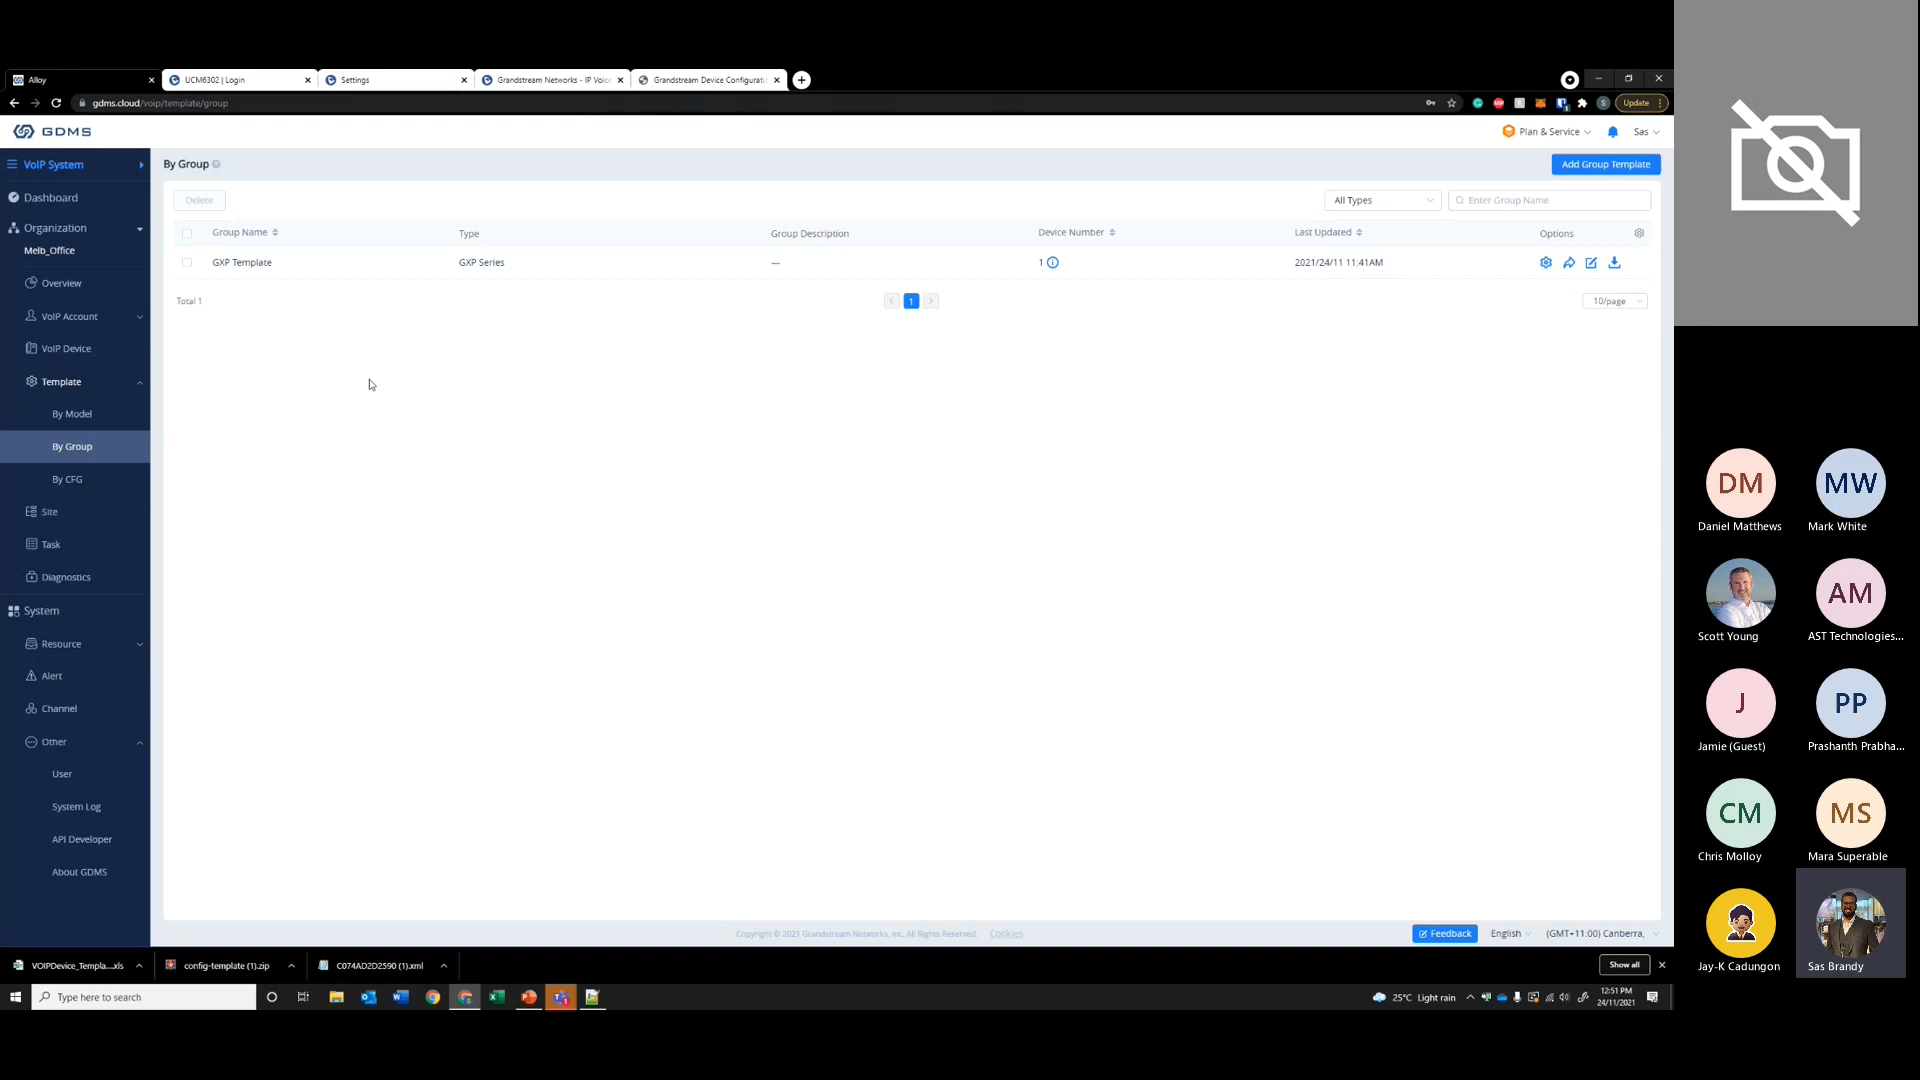 Alloy
UCM6302 | Login
Settings
Grandstream Networks - IP Voice
Grandstream Device Configurati
gdms.cloud/voip/template/group
Update
GDMS
Plan & Service
Sas
VoIP System
By Group
Add Group Template
Dashboard
Delete
All Types
Enter Group Name
Organization
Melb_Office
Group Name
Type
Group Description
Device Number
Last Updated
Options
GXP Template
GXP Series
—
1
2021/24/11 11:41AM
Overview
Total 1
1
10/page
VoIP Account
VoIP Device
Template
By Model
By Group
By CFG
Site
Task
Diagnostics
System
Resource
Alert
Channel
Other
User
System Log
API Developer
About GDMS
Copyright © 2021 Grandstream Networks, Inc. All Rights Reserved.
Cookies
Feedback
English
(GMT+11:00) Canberra,
VOIPDevice_Templa....xls
config-template (1).zip
C074AD2D2590 (1).xml
Show all
Type here to search
25°C Light rain
12:51 PM
24/11/2021
DM
Daniel Matthews
MW
Mark White
Scott Young
AM
AST Technologies...
J
Jamie (Guest)
PP
Prashanth Prabha...
CM
Chris Molloy
MS
Mara Superable
Jay-K Cadungon
Sas Brandy